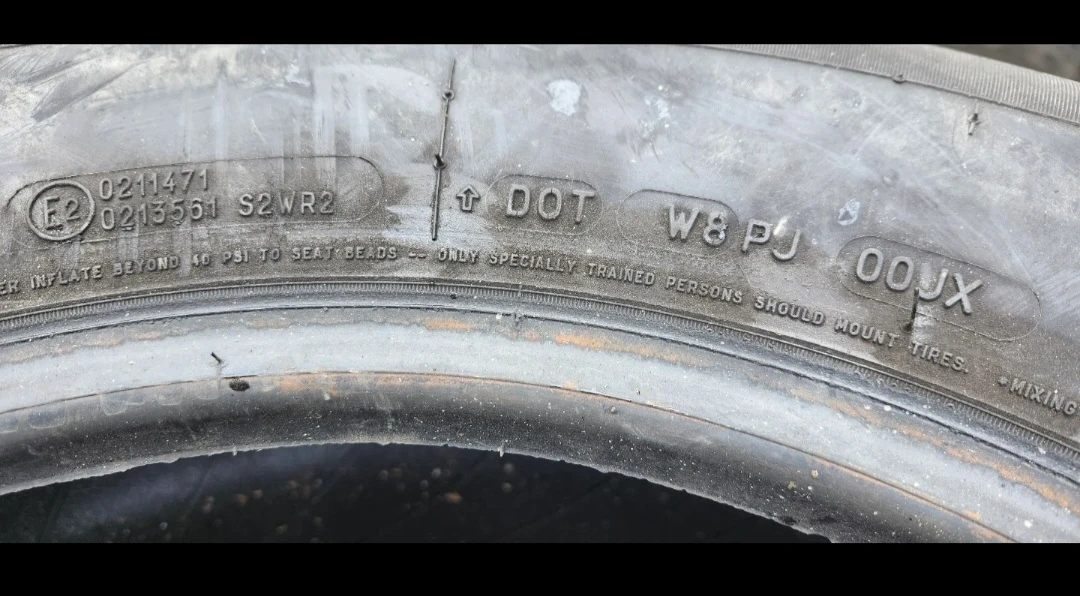 E2 0211471
0213561 S2WR2
DOT W8PJ 00JX
INFLATE BEYOND 40 PSI TO SEAT BEADS -- ONLY SPECIALLY TRAINED PERSONS SHOULD MOUNT TIRES. •MIXING